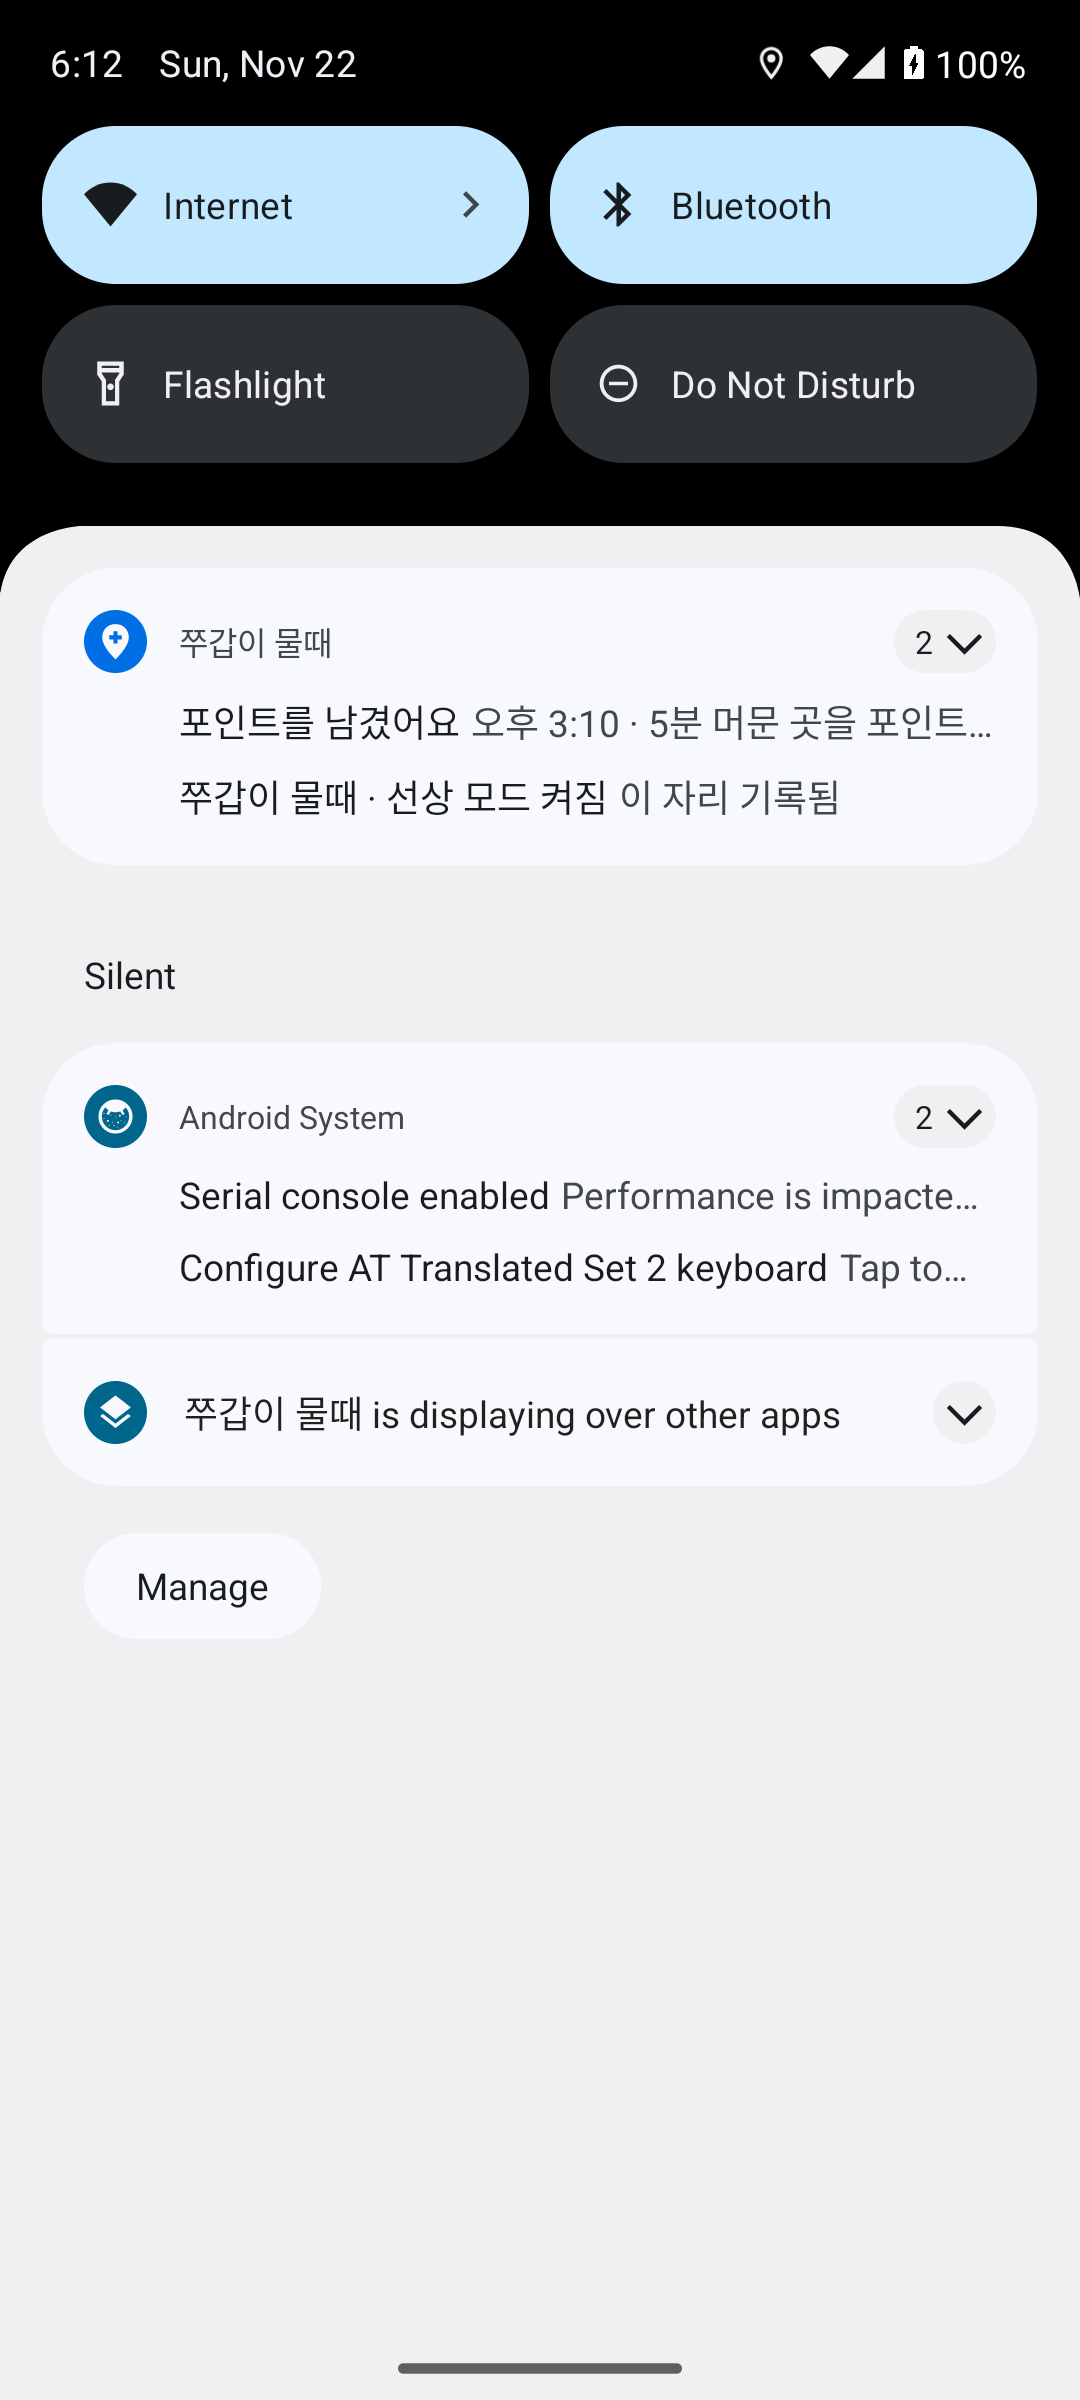 6:12 Sun, Nov 22 100%
Internet Bluetooth
Flashlight Do Not Disturb
쭈갑이 물때 2
포인트를 남겼어요 오후 3:10 · 5분 머문 곳을 포인트…
쭈갑이 물때 · 선상 모드 켜짐 이 자리 기록됨
Silent
Android System 2
Serial console enabled Performance is impacte…
Configure AT Translated Set 2 keyboard Tap to…
쭈갑이 물때 is displaying over other apps
Manage